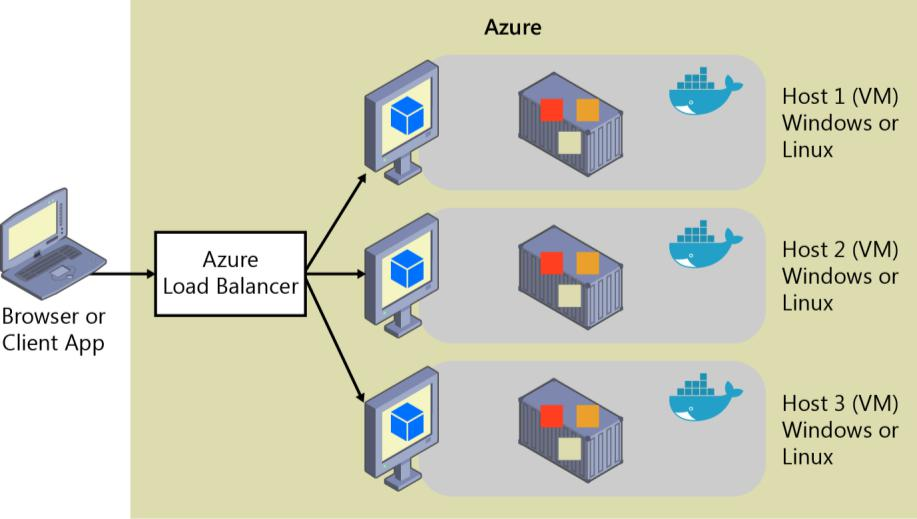 Azure
Host 1 (VM)
Windows or
Linux
Azure
Load Balancer
Browser or
Client App
Host 2 (VM)
Windows or
Linux
Host 3 (VM)
Windows or
Linux